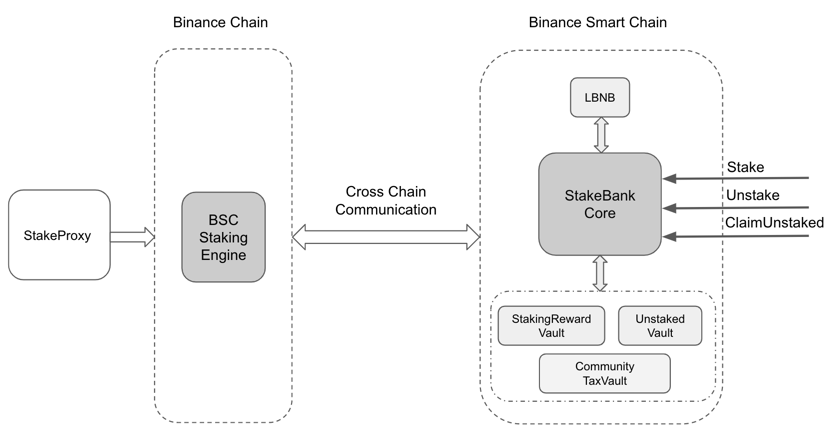 Binance Chain
Binance Smart Chain
LBNB
StakeBank
Core
Stake
Unstake
ClaimUnstaked
Cross Chain
Communication
StakeProxy
BSC
Staking
Engine
StakingReward
Vault
Unstaked
Vault
Community
TaxVault